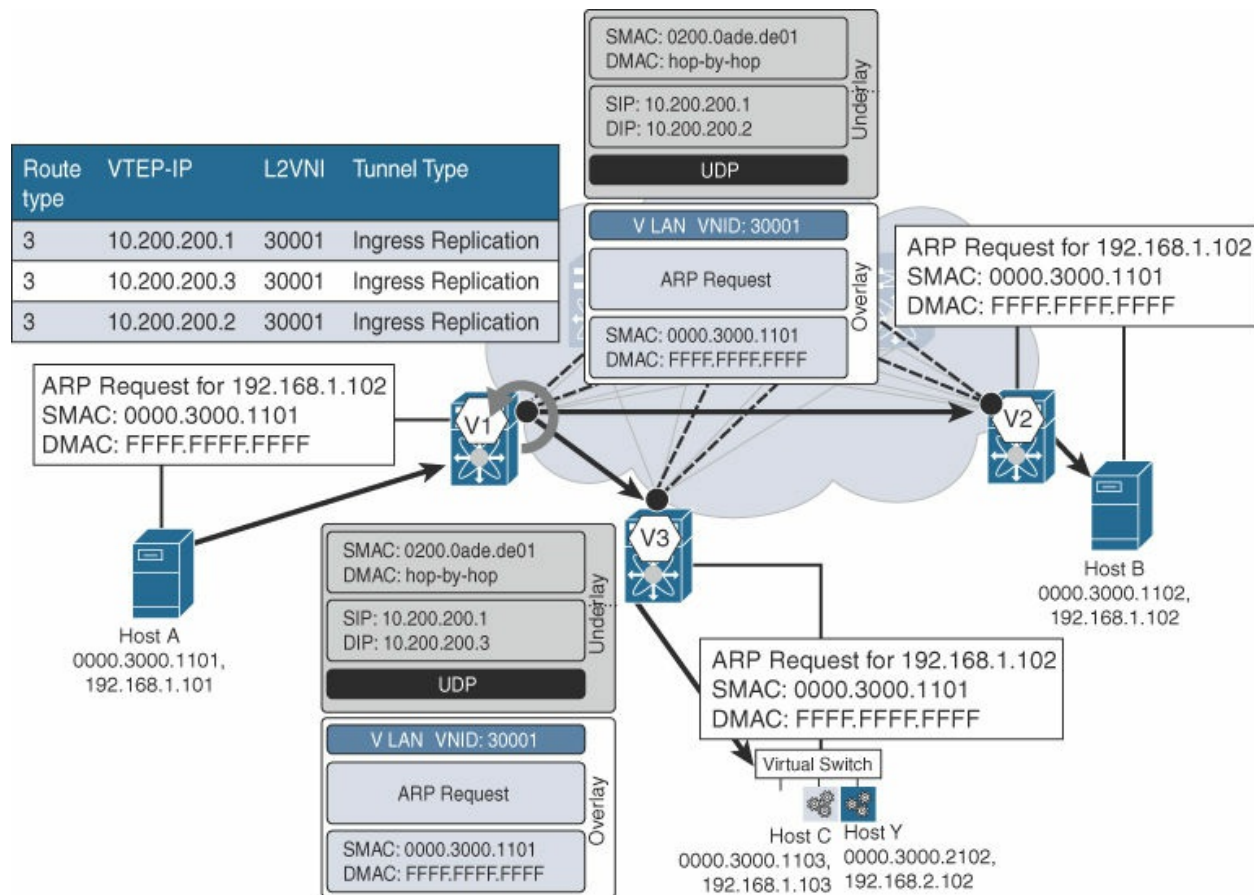 SMAC: 0200.0ade.de01
DMAC: hop-by-hop
SIP: 10.200.200.1
DIP: 10.200.200.2
UDP
Underlay
Route type VTEP-IP L2VNI Tunnel Type
3 10.200.200.1 30001 Ingress Replication
3 10.200.200.3 30001 Ingress Replication
3 10.200.200.2 30001 Ingress Replication
V LAN VNID: 30001
ARP Request
SMAC: 0000.3000.1101
DMAC: FFFF.FFFF.FFFF
Overlay
ARP Request for 192.168.1.102
SMAC: 0000.3000.1101
DMAC: FFFF.FFFF.FFFF
ARP Request for 192.168.1.102
SMAC: 0000.3000.1101
DMAC: FFFF.FFFF.FFFF
V1
V2
V3
Host A
0000.3000.1101,
192.168.1.101
Host B
0000.3000.1102,
192.168.1.102
SMAC: 0200.0ade.de01
DMAC: hop-by-hop
SIP: 10.200.200.1
DIP: 10.200.200.3
UDP
Underlay
V LAN VNID: 30001
ARP Request
SMAC: 0000.3000.1101
DMAC: FFFF.FFFF.FFFF
Overlay
ARP Request for 192.168.1.102
SMAC: 0000.3000.1101
DMAC: FFFF.FFFF.FFFF
Virtual Switch
Host C
0000.3000.1103,
192.168.1.103
Host Y
0000.3000.2102,
192.168.2.102